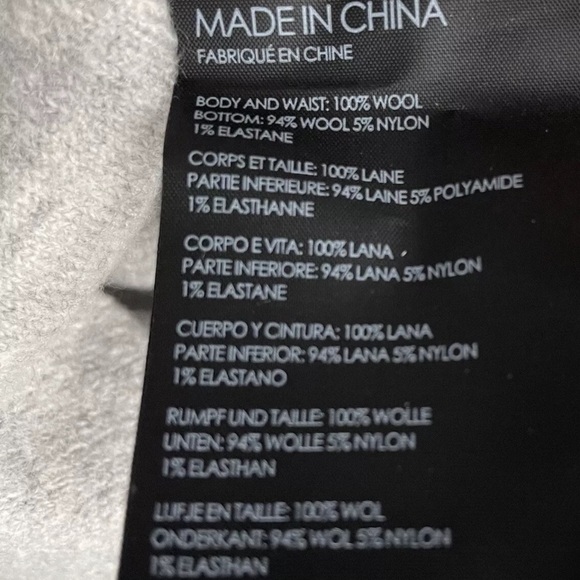 MADE IN CHINA
FABRIQUÉ EN CHINE
BODY AND WAIST: 100% WOOL
BOTTOM: 94% WOOL 5% NYLON
1% ELASTANE
CORPS ET TAILLE: 100% LAINE
PARTIE INFERIEURE: 94% LAINE 5% POLYAMIDE
1% ELASTHANNE
CORPO E VITA: 100% LANA
PARTE INFERIORE: 94% LANA 5% NYLON
1% ELASTANE
CUERPO Y CINTURA: 100% LANA
PARTE INFERIOR: 94% LANA 5% NYLON
1% ELASTANO
RUMPF UND TAILLE: 100% WOLLE
UNTEN: 94% WOLLE 5% NYLON
1% ELASTHAN
LIJFJE EN TAILLE: 100% WOL
ONDERKANT: 94% WOL 5% NYLON
1% ELASTHAN